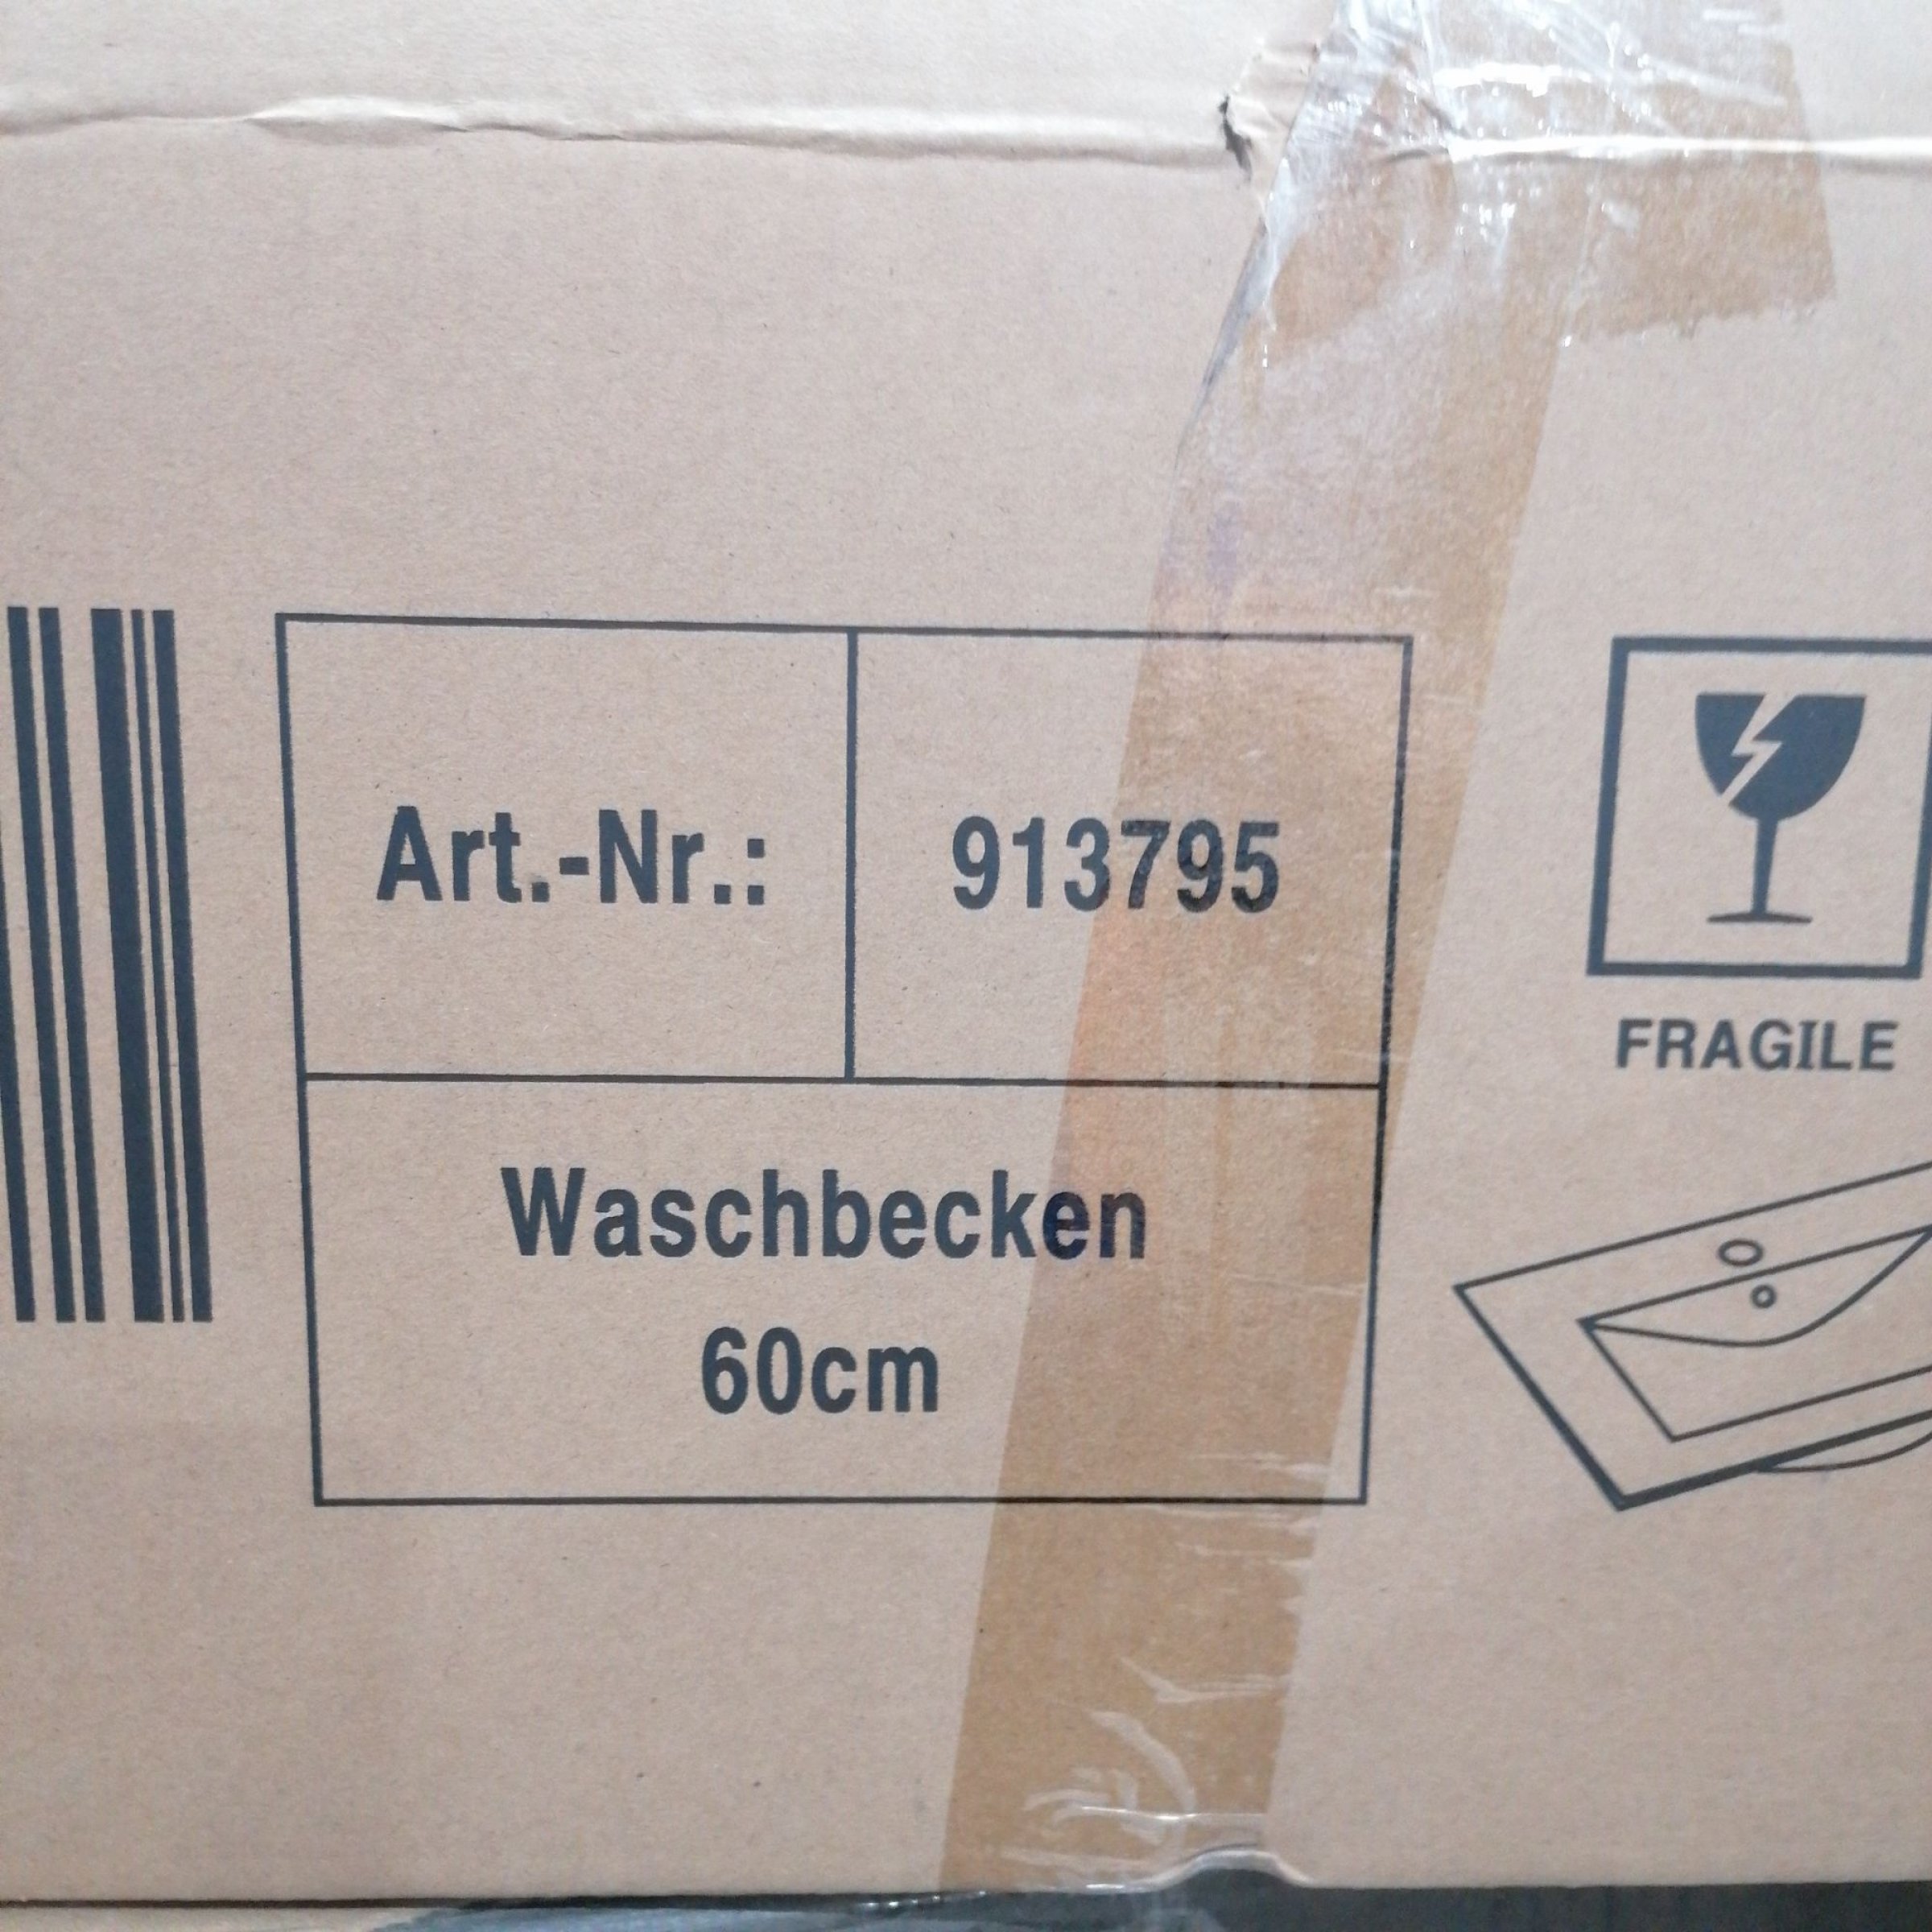 Art.-Nr.: 913795
Waschbecken
60cm
FRAGILE